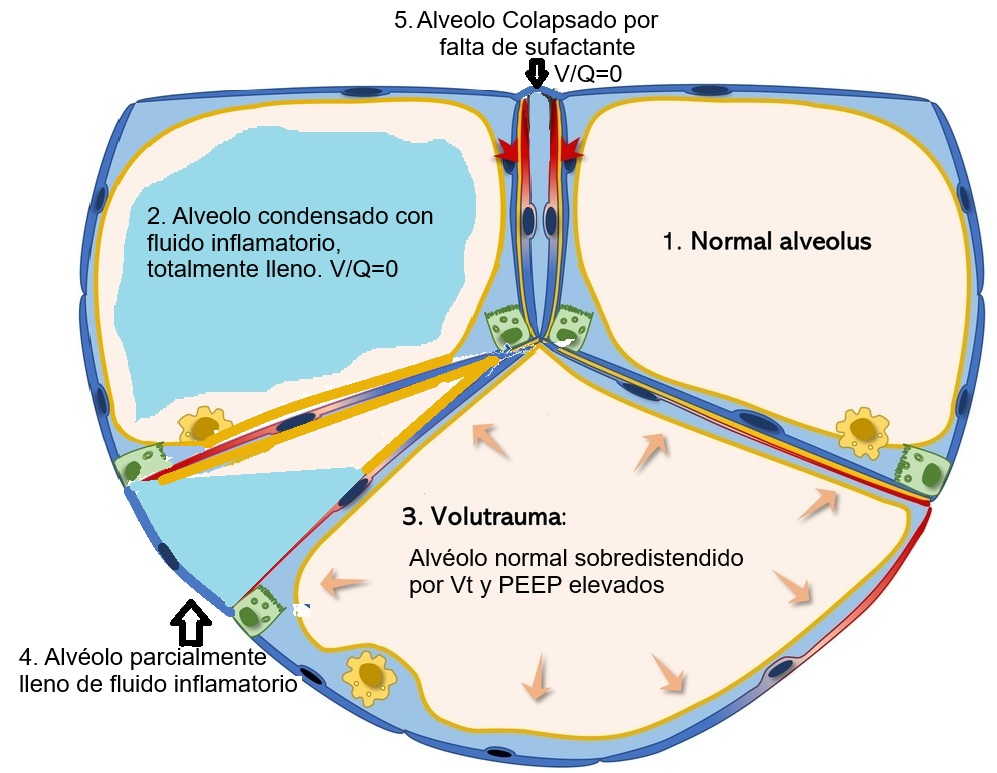 5. Alveolo Colapsado por
falta de sufactante
V/Q=0
2. Alveolo condensado con
fluido inflamatorio,
totalmente lleno. V/Q=0
1. Normal alveolus
3. Volutrauma:
Alvéolo normal sobredistendido
por Vt y PEEP elevados
4. Alvéolo parcialmente
lleno de fluido inflamatorio